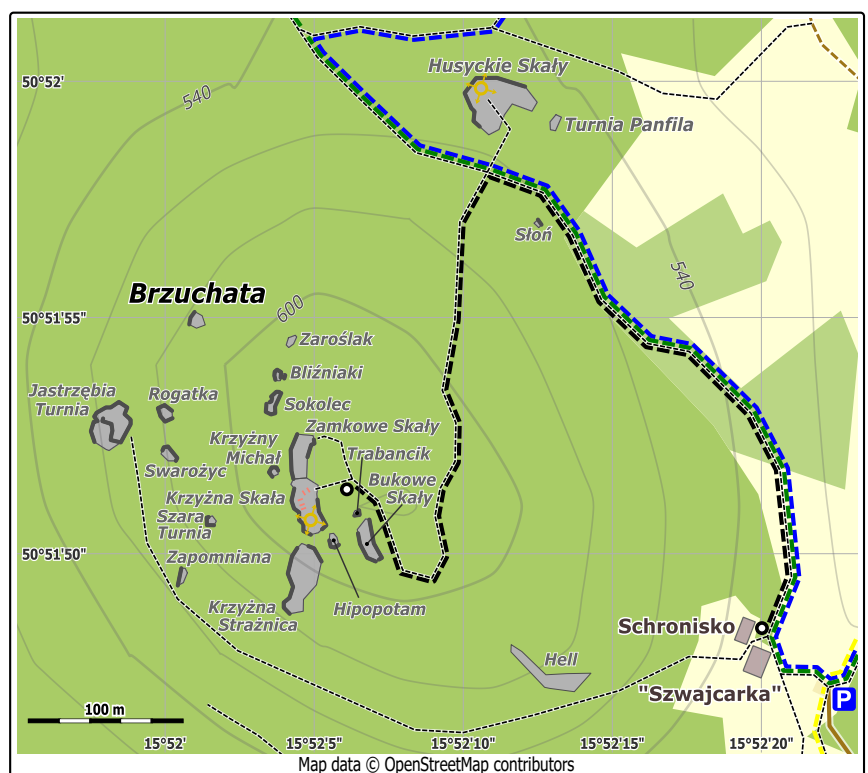 50°52'
Husyckie Skały
540
Turnia Panfila
Słoń
540
Brzuchata
600
50°51'55"
Zaroślak
Bliźniaki
Jastrzębia
Turnia
Rogatka
Sokolec
Zamkowe Skały
Krzyżny
Michał
Trabancik
Swarożyc
Bukowe
Skały
Krzyżna Skała
Szara
Turnia
50°51'50"
Zapomniana
Krzyżna
Strażnica
Hipopotam
Schronisko
Hell
"Szwajcarka"
P
100 m
15°52'
15°52'5"
15°52'10"
15°52'15"
15°52'20"
Map data © OpenStreetMap contributors